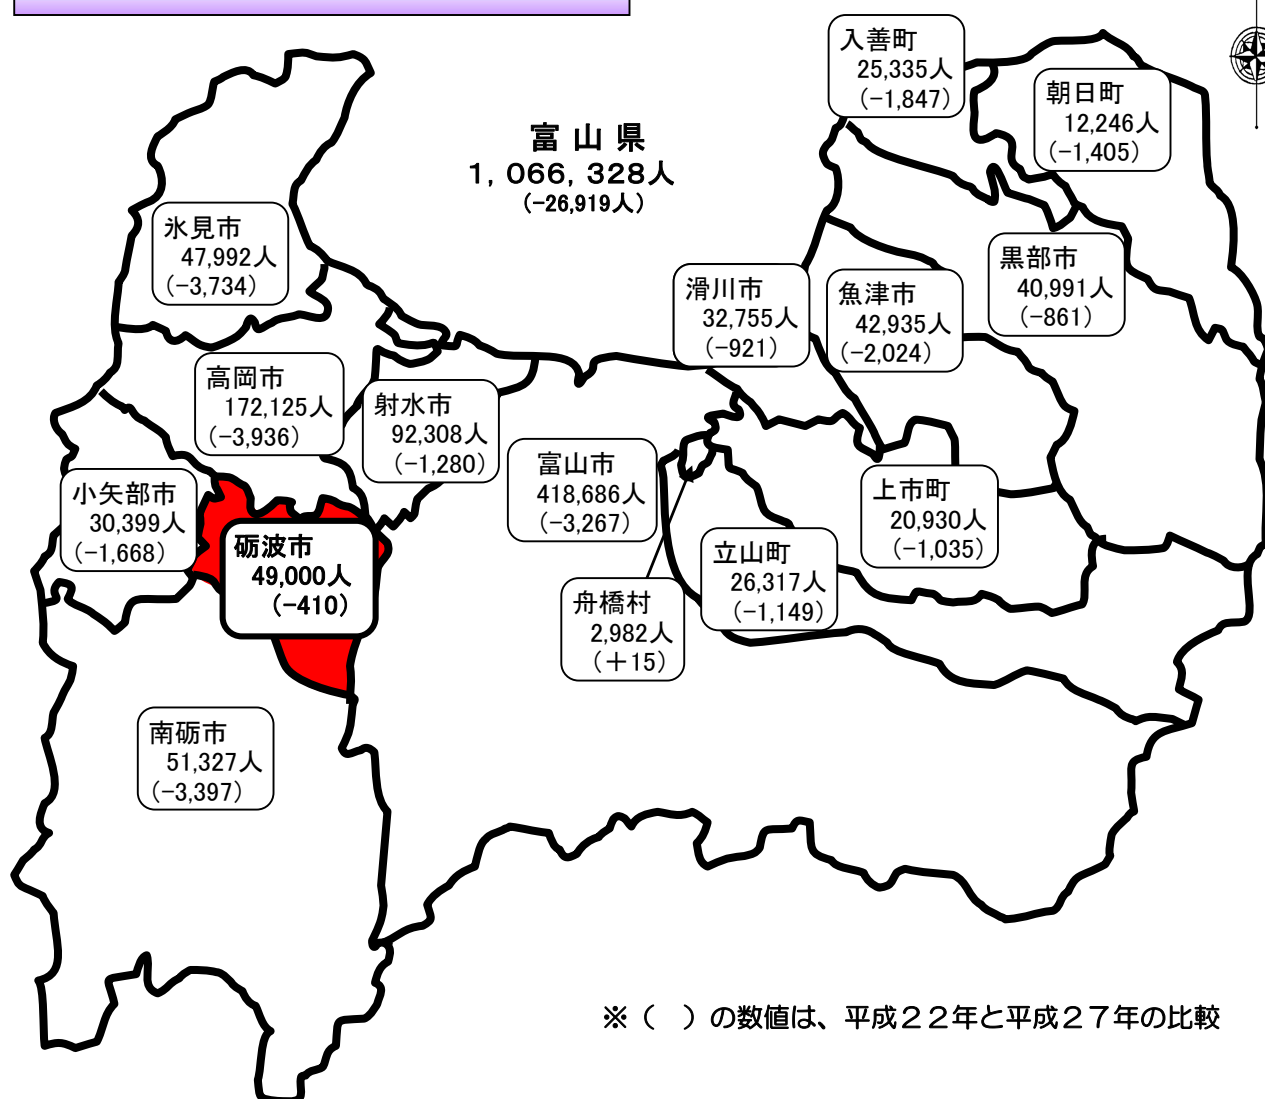 入善町
25,335人
（−1,847）
朝日町
12,246人
（−1,405）
富山県
１，０６６，３２８人
（−26,919人）
氷見市
47,992人
（−3,734）
黒部市
40,991人
（−861）
滑川市
32,755人
（−921）
魚津市
42,935人
（−2,024）
高岡市
172,125人
（−3,936）
射水市
92,308人
（−1,280）
富山市
418,686人
（−3,267）
小矢部市
30,399人
（−1,668）
上市町
20,930人
（−1,035）
砺波市
49,000人
（−410）
立山町
26,317人
（−1,149）
舟橋村
2,982人
（＋15）
南砺市
51,327人
（−3,397）
※（　）の数値は、平成２２年と平成２７年の比較